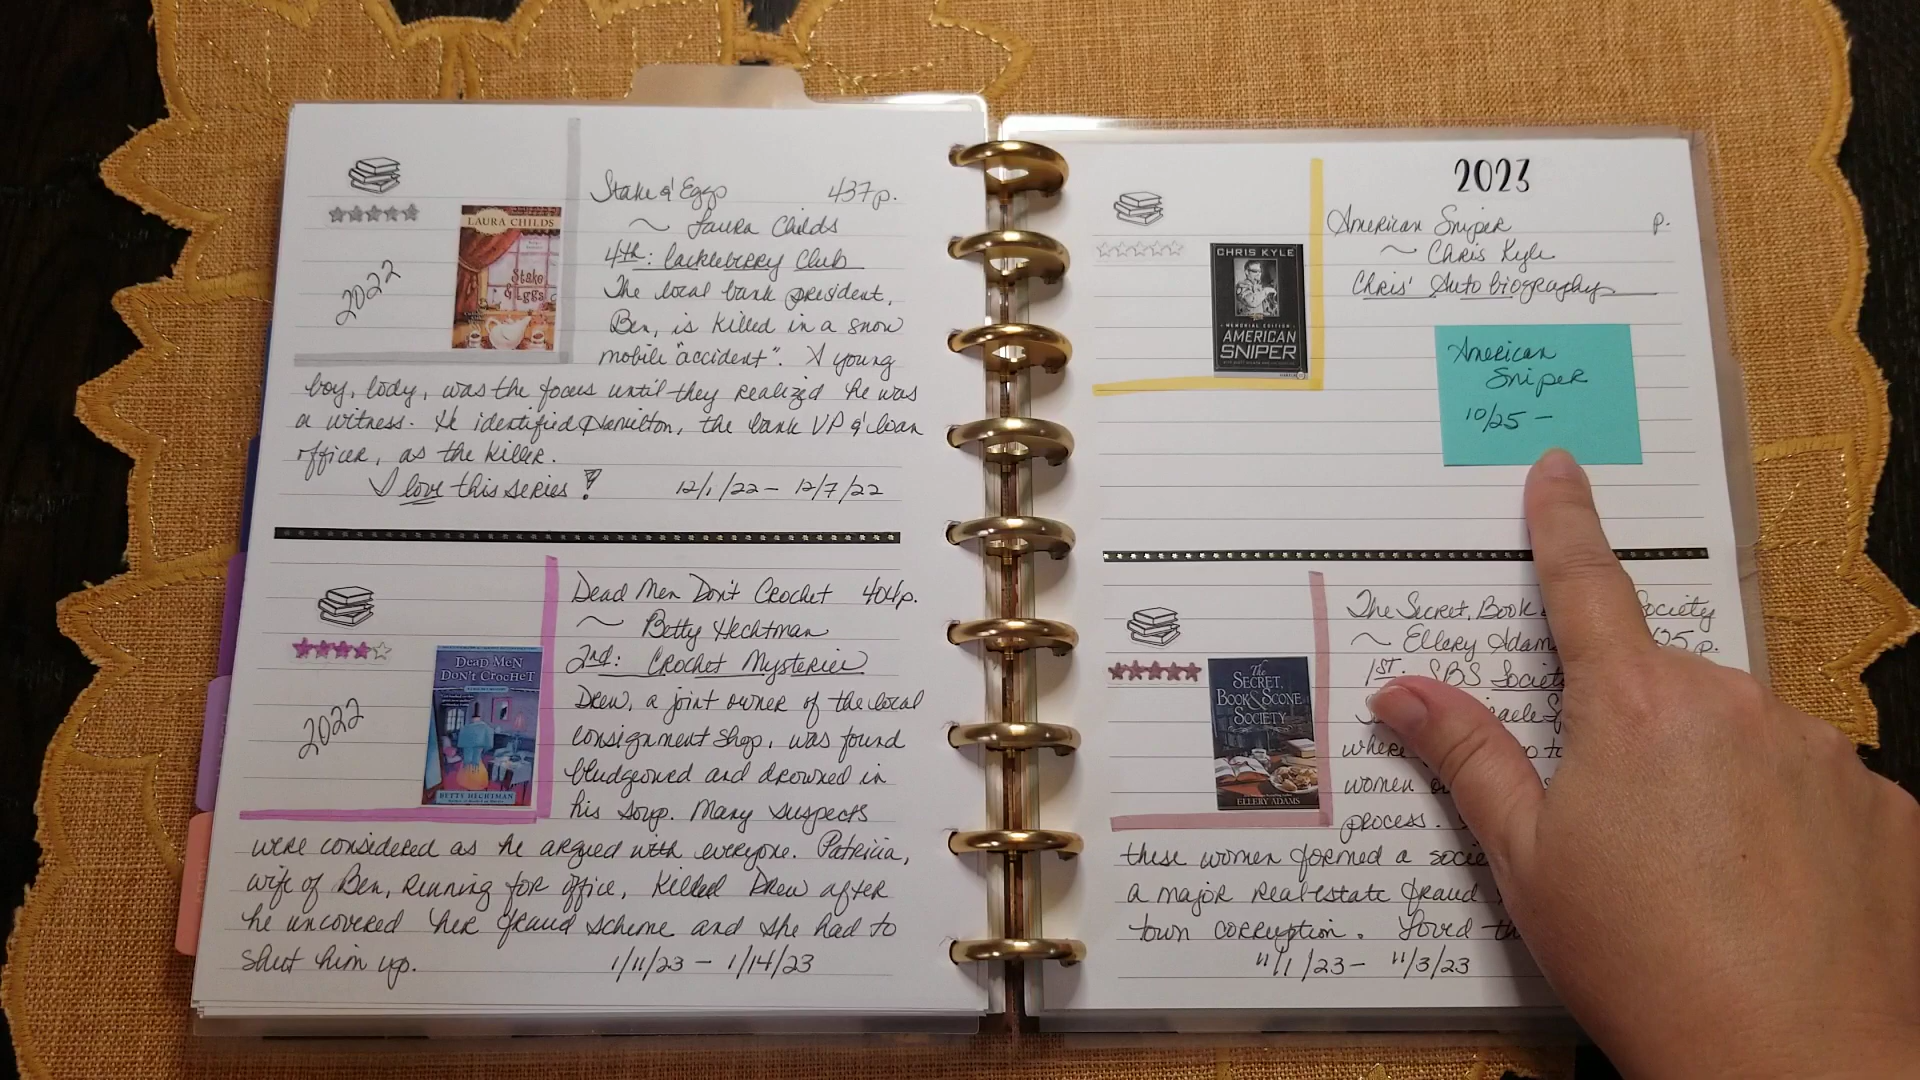 Stake & Eggs 437p.
~ Laura Childs
4th: Cackleberry Club
The local bank president,
Ben, is killed in a snow
mobile "accident". A young
boy, Cody, was the focus until they realized he was
a witness. He identified Hamilton, the bank VP & loan
officer, as the killer.
I love this series!
12/1/22 - 12/7/22
2022
LAURA CHILDS
Stake
& Eggs
Dead Men Don't Crochet 404p.
~ Betty Hechtman
2nd: Crochet Mysteries
Drew, a joint owner of the local
consignment shop, was found
bludgeoned and drowned in
his soup. Many suspects
were considered as he argued with everyone. Patricia,
wife of Ben, running for office, killed Drew after
he uncovered her fraud scheme and she had to
shut him up.
1/11/23 - 1/14/23
2022
DEAD MEN
DON'T CROCHET
BETTY HECHTMAN
2023
American Sniper p.
~ Chris Kyle
Chris' Autobiography
CHRIS KYLE
MEMORIAL EDITION
AMERICAN
SNIPER
American
Sniper
10/25 -
The Secret, Book Society
~ Ellery Adams 25 p.
1st: SBS
where
women
process.
these women formed a
a major real estate fraud
town corruption. Loved
11/1/23 - 11/3/23
The
SECRET,
BOOK & SCONE
SOCIETY
ELLERY ADAMS